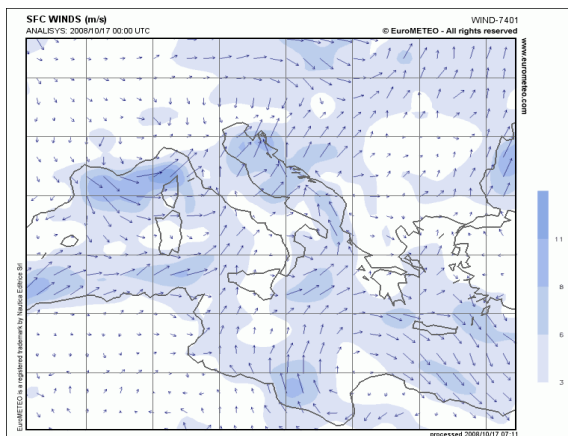 SFC WINDS (m/s)
WIND-7401
ANALISYS: 2008/10/17 00:00 UTC
© EuroMETEO - All rights reserved
www.eurometeo.com
EuroMETEO is a registered trademark by Nautica Editrice Srl
11
8
6
3
processed 2008/10/17 07:11